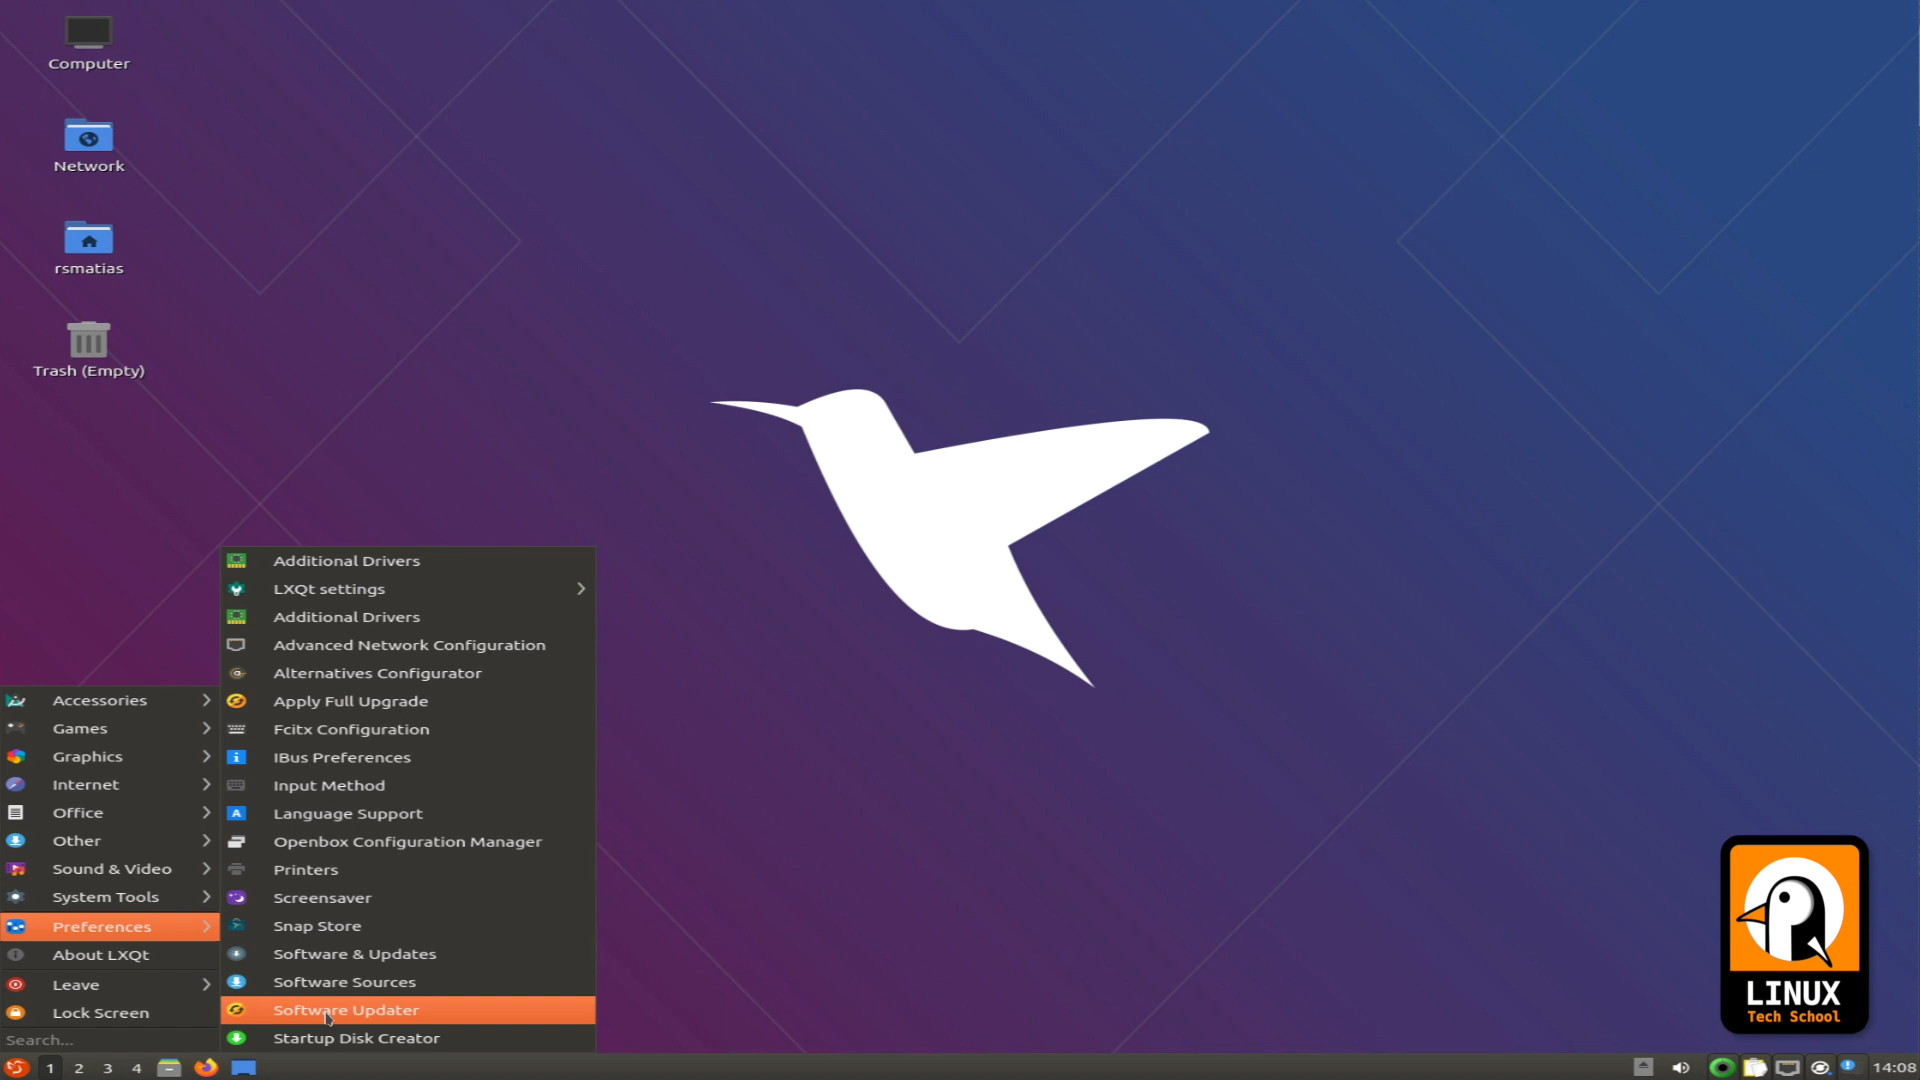 Computer
Network
rsmatias
Trash (Empty)
Additional Drivers
LXQt settings
Additional Drivers
Advanced Network Configuration
Alternatives Configurator
Apply Full Upgrade
Fcitx Configuration
IBus Preferences
Input Method
Language Support
Openbox Configuration Manager
Printers
Screensaver
Snap Store
Software & Updates
Software Sources
Software Updater
Startup Disk Creator
Accessories
Games
Graphics
Internet
Office
Other
Sound & Video
System Tools
Preferences
About LXQt
Leave
Lock Screen
Search...
LINUX
Tech School
1 2 3 4
14:08